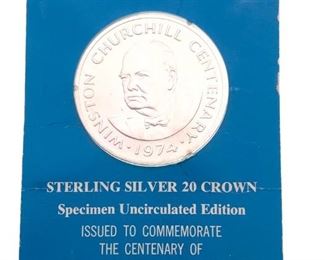 WINSTON CHURCHILL CENTENARY
· 1974 ·
STERLING SILVER 20 CROWN
Specimen Uncirculated Edition
ISSUED TO COMMEMORATE
THE CENTENARY OF